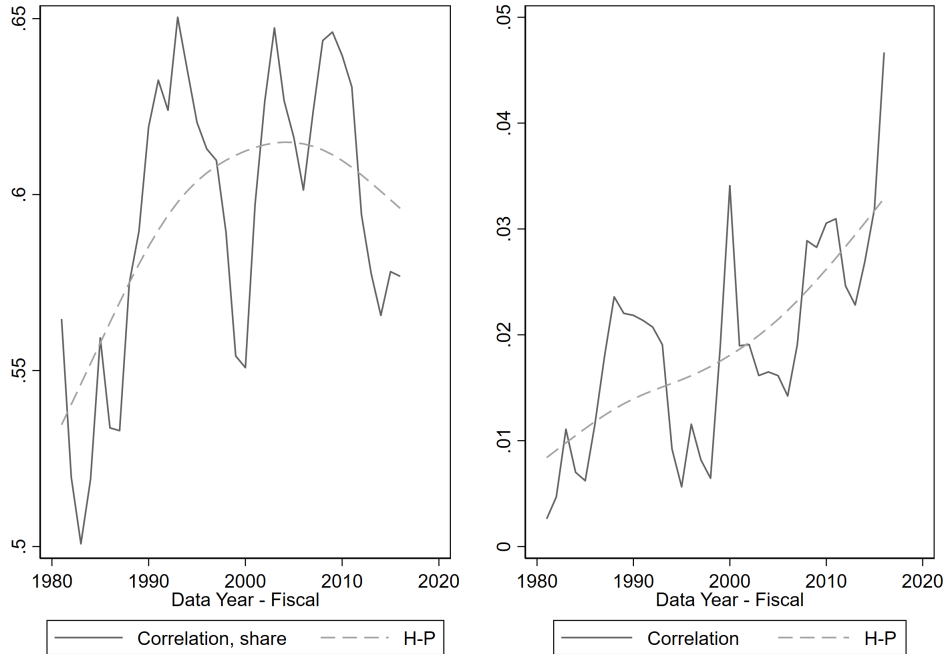 .65
.6
.55
.5
1980 1990 2000 2010 2020
Data Year - Fiscal
Correlation, share H-P
.05
.04
.03
.02
.01
0
1980 1990 2000 2010 2020
Data Year - Fiscal
Correlation H-P